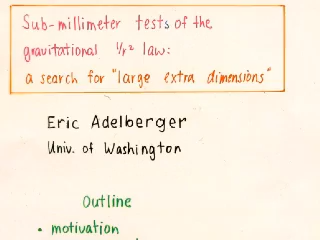 Sub-millimeter tests of the
gravitational 1/r² law:
a search for "large extra dimensions"
Eric Adelberger
Univ. of Washington
Outline
• motivation